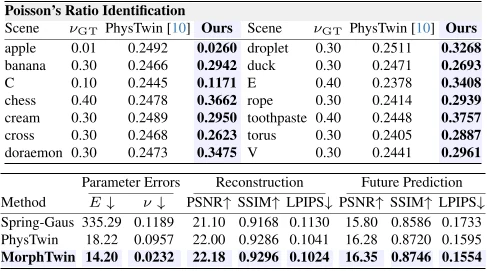 Poisson's Ratio Identification
Scene νGT PhysTwin [10] Ours Scene νGT PhysTwin [10] Ours
apple 0.01 0.2492 0.0260 droplet 0.30 0.2511 0.3268
banana 0.30 0.2466 0.2942 duck 0.30 0.2471 0.2693
C 0.10 0.2445 0.1171 E 0.40 0.2378 0.3408
chess 0.40 0.2478 0.3662 rope 0.30 0.2414 0.2939
cream 0.30 0.2489 0.2950 toothpaste 0.40 0.2448 0.3757
cross 0.30 0.2468 0.2623 torus 0.30 0.2405 0.2887
doraemon 0.30 0.2473 0.3475 V 0.30 0.2441 0.2961
Parameter Errors Reconstruction Future Prediction
Method E ↓ ν ↓ PSNR↑ SSIM↑ LPIPS↓ PSNR↑ SSIM↑ LPIPS↓
Spring-Gaus 335.29 0.1189 21.10 0.9168 0.1130 15.80 0.8586 0.1733
PhysTwin 18.22 0.0957 22.00 0.9286 0.1041 16.28 0.8720 0.1595
MorphTwin 14.20 0.0232 22.18 0.9296 0.1024 16.35 0.8746 0.1554